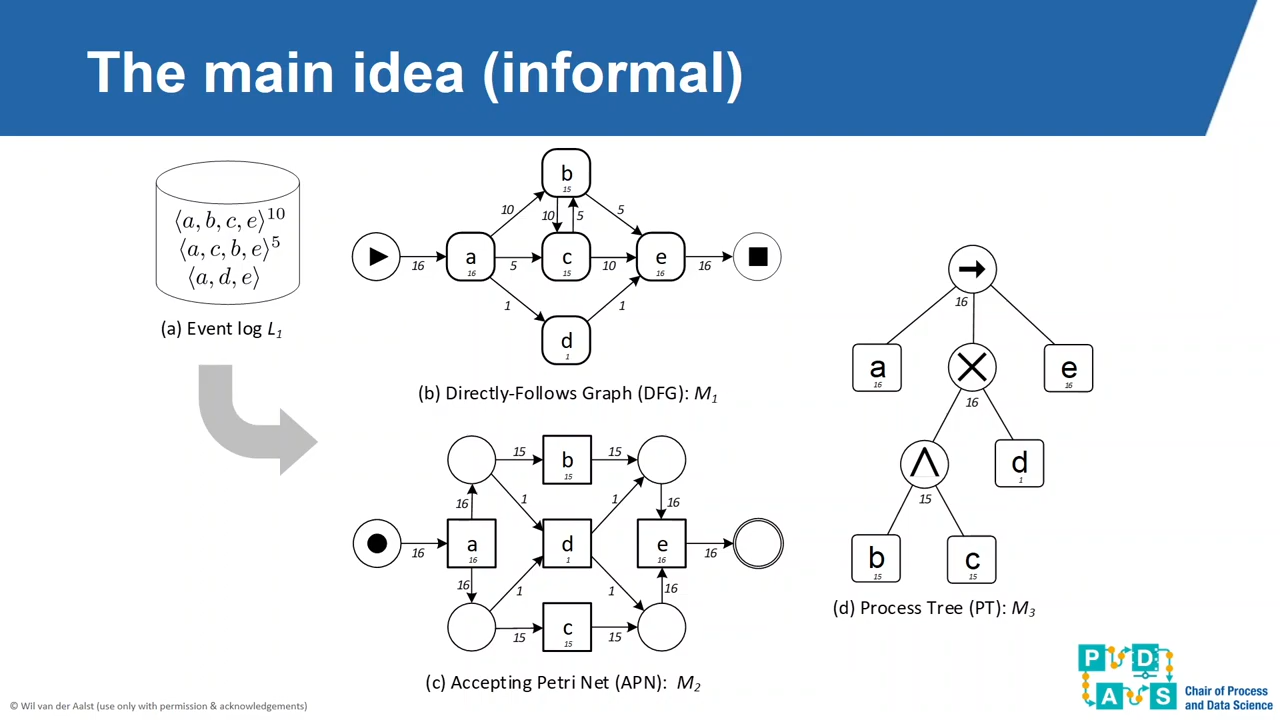 The main idea (informal)
⟨a, b, c, e⟩¹⁰
⟨a, c, b, e⟩⁵
⟨a, d, e⟩
(a) Event log L₁
b
15
10
10
5
5
16
a
16
5
c
15
10
e
16
16
1
1
d
1
(b) Directly-Follows Graph (DFG): M₁
15
b
15
15
16
1
1
16
16
a
16
d
1
e
16
16
16
1
1
16
15
c
15
15
(c) Accepting Petri Net (APN): M₂
16
a
16
e
16
16
d
1
15
b
15
c
15
(d) Process Tree (PT): M₃
P
D
A
S
Chair of Process
and Data Science
© Wil van der Aalst (use only with permission & acknowledgements)